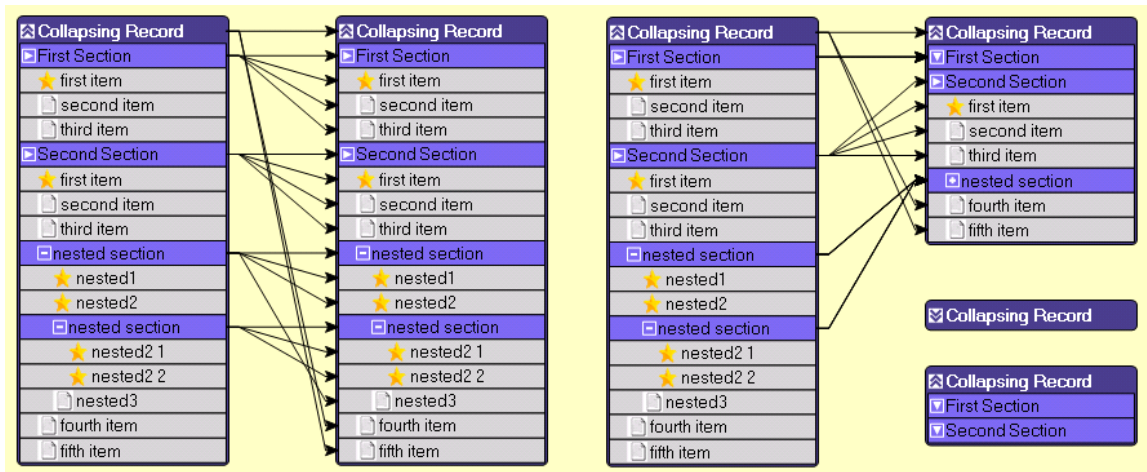 Collapsing Record
First Section
first item
second item
third item
Second Section
first item
second item
third item
nested section
nested1
nested2
nested section
nested2 1
nested2 2
nested3
fourth item
fifth item
Collapsing Record
First Section
first item
second item
third item
Second Section
first item
second item
third item
nested section
nested1
nested2
nested section
nested2 1
nested2 2
nested3
fourth item
fifth item
Collapsing Record
First Section
first item
second item
third item
Second Section
first item
second item
third item
nested section
nested1
nested2
nested section
nested2 1
nested2 2
nested3
fourth item
fifth item
Collapsing Record
First Section
Second Section
first item
second item
third item
nested section
fourth item
fifth item
Collapsing Record
Collapsing Record
First Section
Second Section